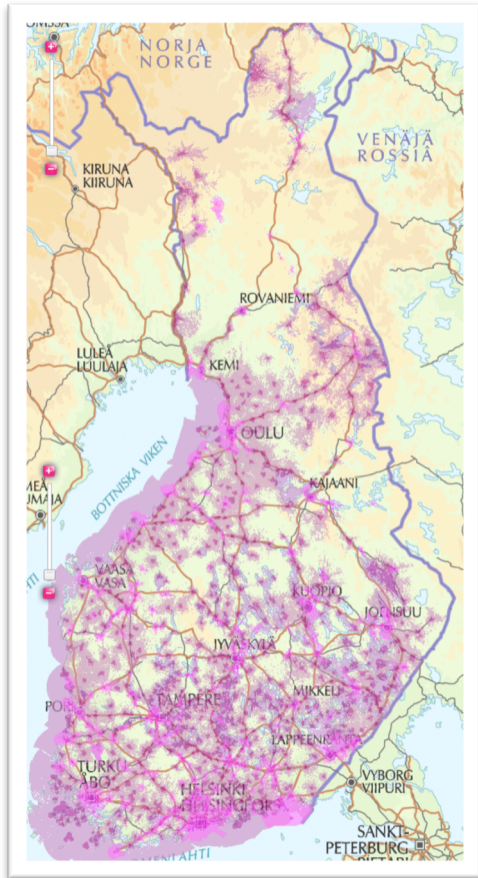 NORJA
NORGE
VENÄJÄ
ROSSIÂ
KIRUNA
KIIRUNA
ROVANIEMI
LULEÅ
LUULAJA
KEMI
OULU
BOTTNISKA VIKEN
KAJAANI
VAASA
VASA
KUOPIO
JOENSUU
JYVÄSKYLÄ
MIKKELI
TAMPERE
LAPPEENRANTA
TURKU
ÅBO
HELSINKI
HELSINGFORS
VYBORG
VIIPURI
SANKT-
PETERBURG